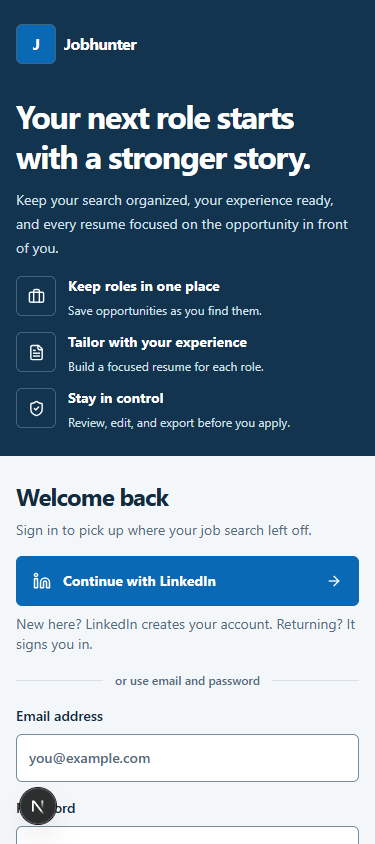 J Jobhunter
Your next role starts
with a stronger story.
Keep your search organized, your experience ready,
and every resume focused on the opportunity in front
of you.
Keep roles in one place
Save opportunities as you find them.
Tailor with your experience
Build a focused resume for each role.
Stay in control
Review, edit, and export before you apply.
Welcome back
Sign in to pick up where your job search left off.
in Continue with LinkedIn
New here? LinkedIn creates your account. Returning? It
signs you in.
or use email and password
Email address
you@example.com
N